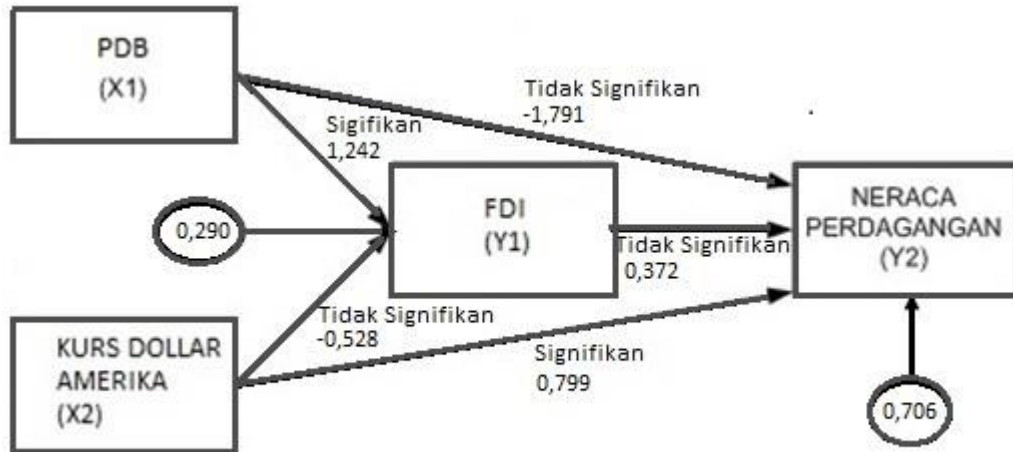 PDB
(X1)
Tidak Signifikan
-1,791
Sigifikan
1,242
0,290
FDI
(Y1)
Tidak Signifikan
0,372
NERACA
PERDAGANGAN
(Y2)
Tidak Signifikan
-0,528
KURS DOLLAR
AMERIKA
(X2)
Signifikan
0,799
0,706